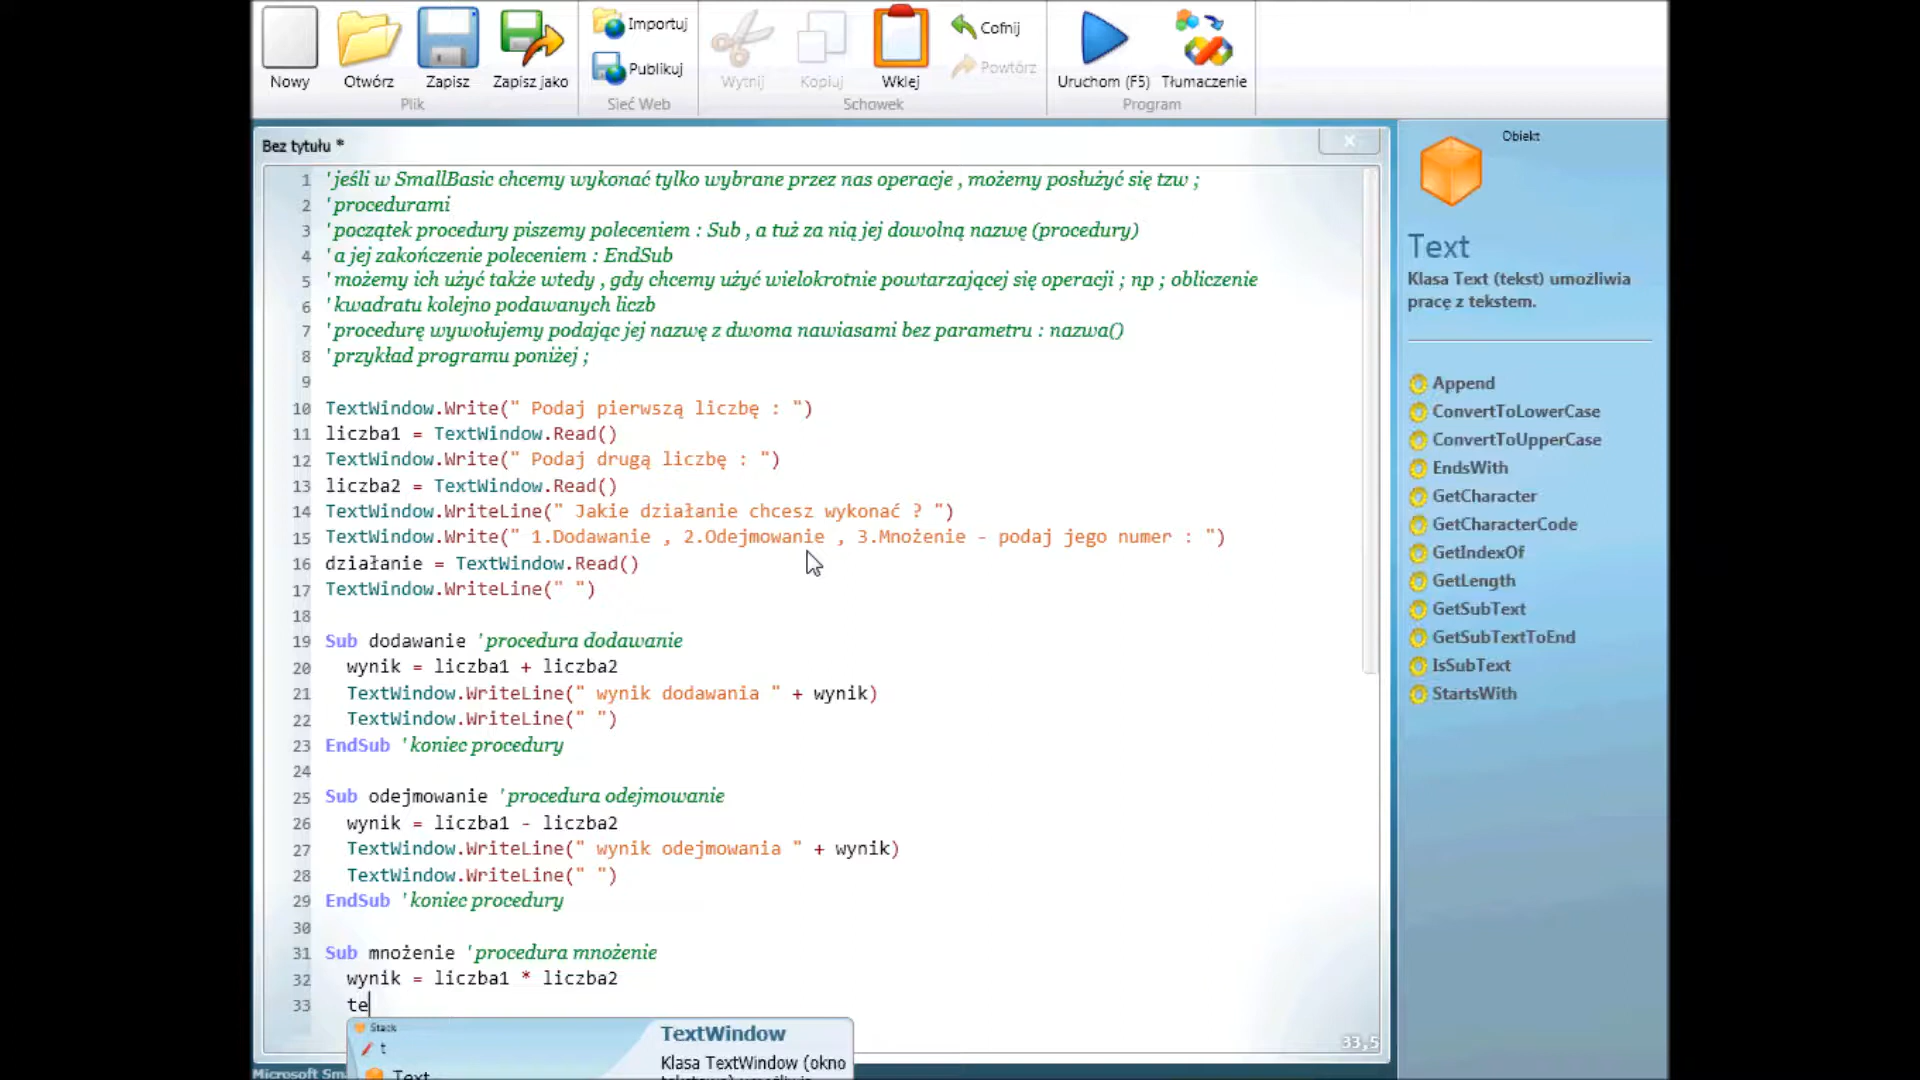 Nowy
Otwórz
Zapisz
Zapisz jako
Plik
Importuj
Publikuj
Sieć Web
Wytnij
Kopiuj
Wklej
Cofnij
Powtórz
Schowek
Uruchom (F5)
Tłumaczenie
Program
Bez tytułu *
1 ' jeśli w SmallBasic chcemy wykonać tylko wybrane przez nas operacje , możemy posłużyć się tzw ;
2 ' procedurami
3 ' początek procedury piszemy poleceniem : Sub , a tuż za nią jej dowolną nazwę (procedury)
4 ' a jej zakończenie poleceniem : EndSub
5 ' możemy ich użyć także wtedy , gdy chcemy użyć wielokrotnie powtarzającej się operacji ; np ; obliczenie
6 ' kwadratu kolejno podawanych liczb
7 ' procedurę wywołujemy podając jej nazwę z dwoma nawiasami bez parametru : nazwa()
8 ' przykład programu poniżej ;
9
10 TextWindow.Write(" Podaj pierwszą liczbę : ")
11 liczba1 = TextWindow.Read()
12 TextWindow.Write(" Podaj drugą liczbę : ")
13 liczba2 = TextWindow.Read()
14 TextWindow.WriteLine(" Jakie działanie chcesz wykonać ? ")
15 TextWindow.Write(" 1.Dodawanie , 2.Odejmowanie , 3.Mnożenie - podaj jego numer : ")
16 działanie = TextWindow.Read()
17 TextWindow.WriteLine(" ")
18
19 Sub dodawanie 'procedura dodawanie
20 wynik = liczba1 + liczba2
21 TextWindow.WriteLine(" wynik dodawania " + wynik)
22 TextWindow.WriteLine(" ")
23 EndSub 'koniec procedury
24
25 Sub odejmowanie 'procedura odejmowanie
26 wynik = liczba1 - liczba2
27 TextWindow.WriteLine(" wynik odejmowania " + wynik)
28 TextWindow.WriteLine(" ")
29 EndSub 'koniec procedury
30
31 Sub mnożenie 'procedura mnożenie
32 wynik = liczba1 * liczba2
33 te
Stack
t
Text
TextWindow
Klasa TextWindow (okno
33,5
Microsoft Sm
Obiekt
Text
Klasa Text (tekst) umożliwia
pracę z tekstem.
Append
ConvertToLowerCase
ConvertToUpperCase
EndsWith
GetCharacter
GetCharacterCode
GetIndexOf
GetLength
GetSubText
GetSubTextToEnd
IsSubText
StartsWith